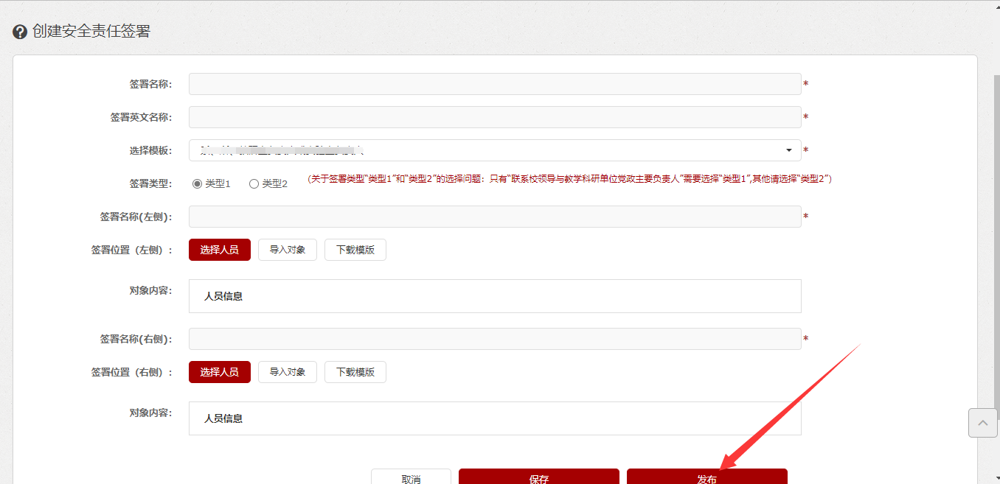 创建安全责任签署
签署名称: *
签署英文名称: *
选择模板: *
签署类型: 类型1 类型2 (关于签署类型“类型1”和“类型2”的选择问题：只有“联系校领导与教学科研单位党政主要负责人”需要选择“类型1”,其他请选择“类型2”)
签署名称(左侧): *
签署位置（左侧）: 选择人员 导入对象 下载模版
对象内容: 人员信息
签署名称(右侧): *
签署位置（右侧）: 选择人员 导入对象 下载模版
对象内容: 人员信息
取消 保存 发布